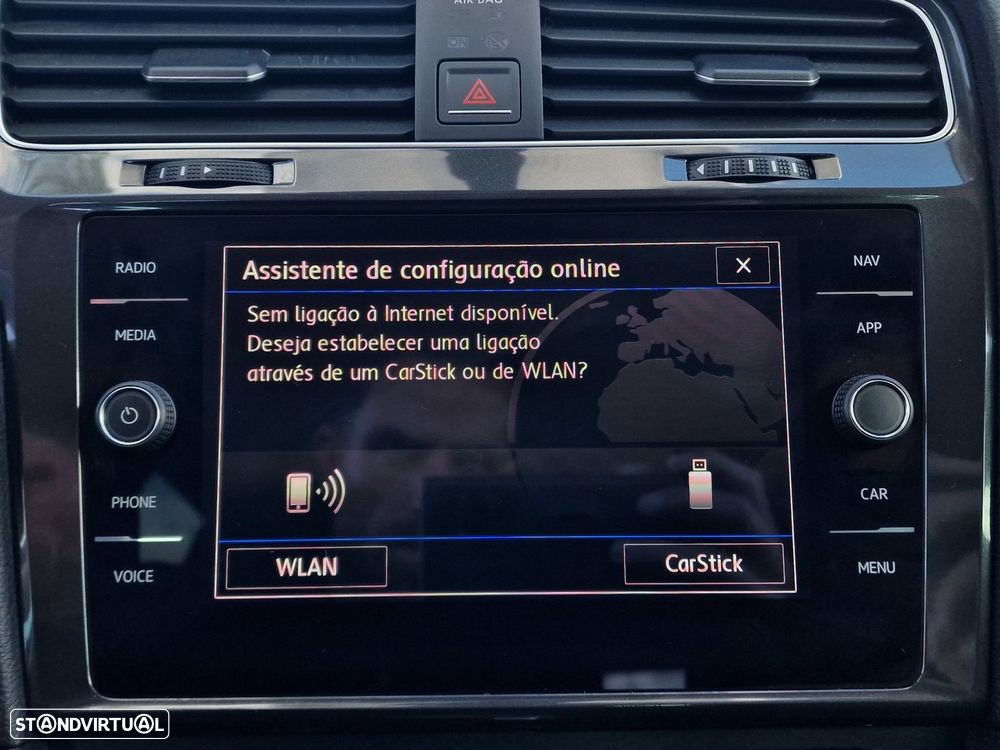 AIR BAG
ON
RADIO
MEDIA
PHONE
VOICE
Assistente de configuração online
X
Sem ligação à Internet disponível.
Deseja estabelecer uma ligação
através de um CarStick ou de WLAN?
WLAN
CarStick
NAV
APP
CAR
MENU
STANDVIRTUAL